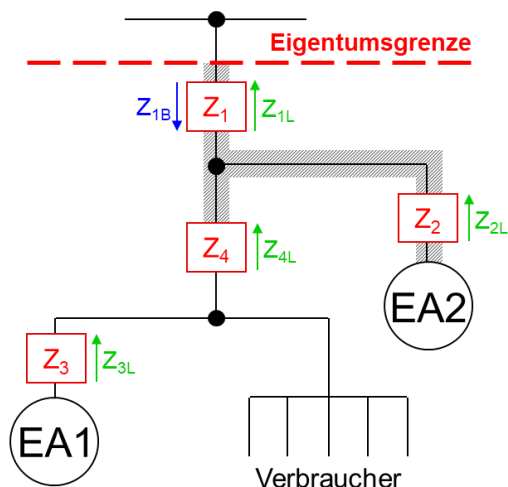 Eigentumsgrenze
Z1B
Z1
Z1L
Z2
Z2L
Z4
Z4L
EA2
Z3
Z3L
EA1
Verbraucher